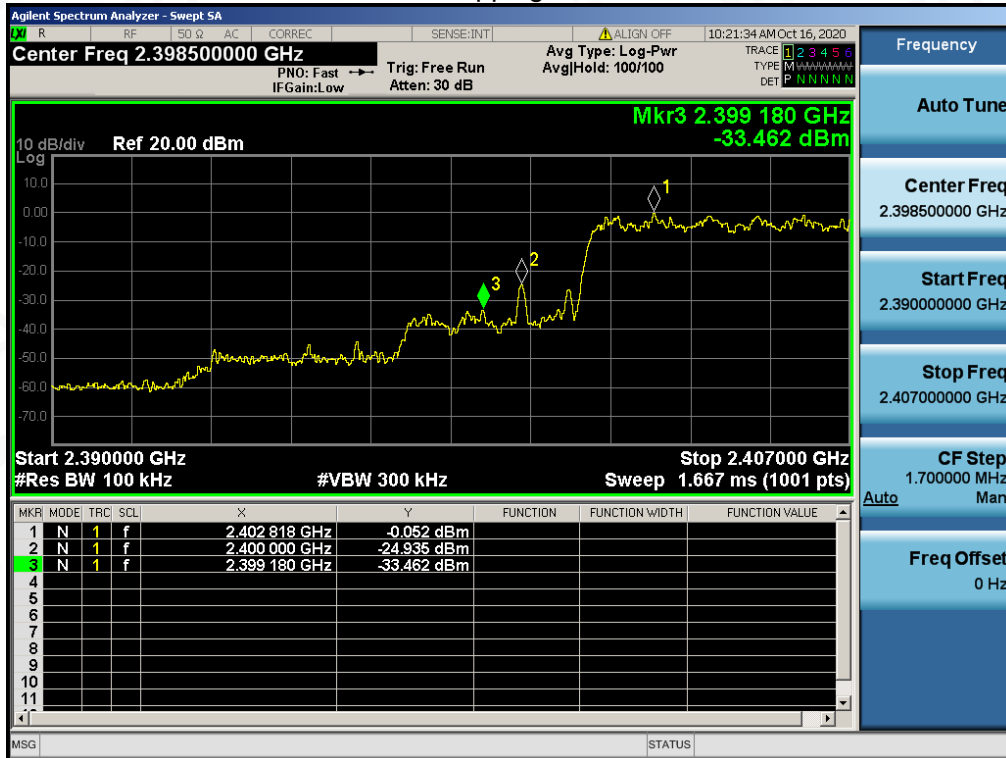 Agilent Spectrum Analyzer - Swept SA
LXI R RF 50 Ω AC CORREC SENSE:INT ALIGN OFF 10:21:34 AM Oct 16, 2020
Center Freq 2.398500000 GHz
PNO: Fast
IFGain:Low
Trig: Free Run
Atten: 30 dB
Avg Type: Log-Pwr
Avg|Hold: 100/100
TRACE 1 2 3 4 5 6
TYPE M
DET P N N N N N
Mkr3 2.399 180 GHz
-33.462 dBm
10 dB/div Ref 20.00 dBm
Log
10.0
0.00
-10.0
-20.0
-30.0
-40.0
-50.0
-60.0
-70.0
1
2
3
Start 2.390000 GHz Stop 2.407000 GHz
#Res BW 100 kHz #VBW 300 kHz Sweep 1.667 ms (1001 pts)
MKR MODE TRC SCL X Y FUNCTION FUNCTION WIDTH FUNCTION VALUE
1 N 1 f 2.402 818 GHz -0.052 dBm
2 N 1 f 2.400 000 GHz -24.935 dBm
3 N 1 f 2.399 180 GHz -33.462 dBm
4
5
6
7
8
9
10
11
MSG STATUS
Frequency
Auto Tune
Center Freq
2.398500000 GHz
Start Freq
2.390000000 GHz
Stop Freq
2.407000000 GHz
CF Step
1.700000 MHz
Auto Man
Freq Offset
0 Hz